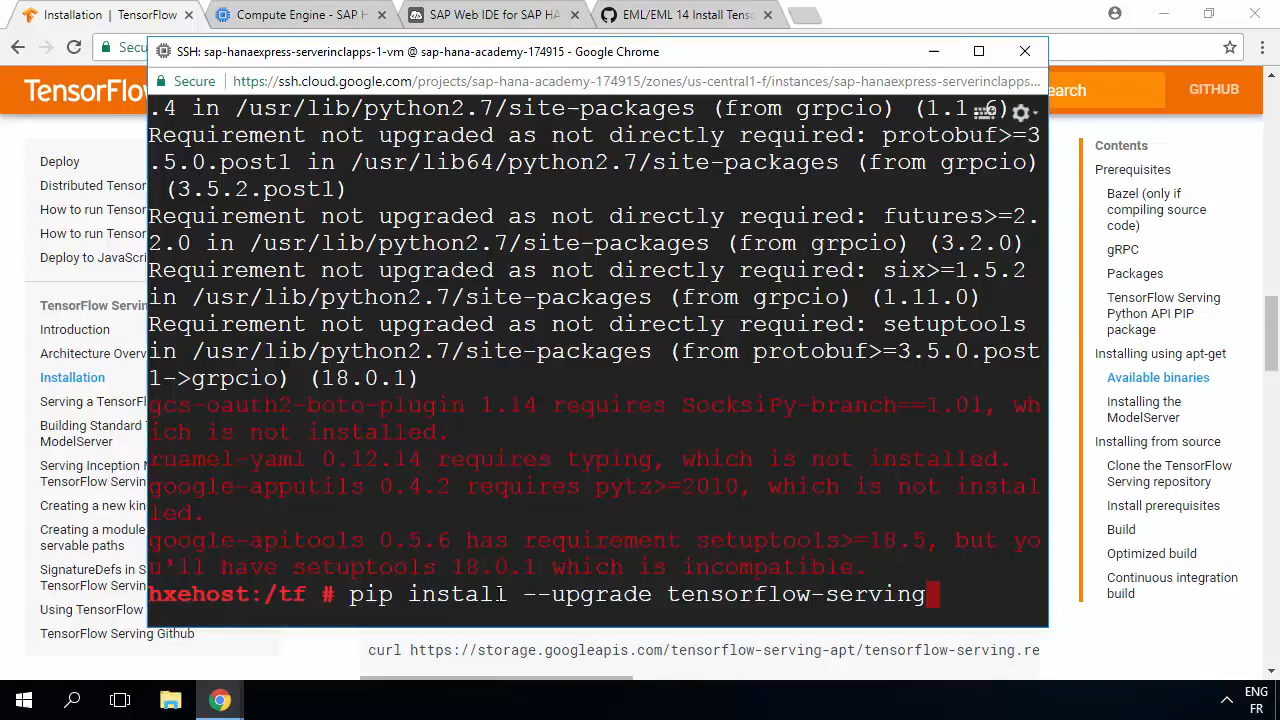 Installation | TensorFlow
Compute Engine - SAP H
SAP Web IDE for SAP HA
EML/EML 14 Install Tens
Secu
SSH: sap-hanaexpress-serverinclapps-1-vm @ sap-hana-academy-174915 - Google Chrome
Secure
https://ssh.cloud.google.com/projects/sap-hana-academy-174915/zones/us-central1-f/instances/sap-hanaexpress-serverinclapps...
TensorF
earch
GITHUB
Deploy
Distributed Tensor
How to run Tensor
How to run Tensor
Deploy to JavaScri
TensorFlow Serving
Introduction
Architecture Overv
Installation
Serving a TensorFl
Building Standard T
ModelServer
Serving Inception M
TensorFlow Serving
Creating a new kin
Creating a module
servable paths
SignatureDefs in S
TensorFlow Serving
Using TensorFlow
TensorFlow Serving Github
.4 in /usr/lib/python2.7/site-packages (from grpcio) (1.1.6)
Requirement not upgraded as not directly required: protobuf>=3
.5.0.post1 in /usr/lib64/python2.7/site-packages (from grpcio)
(3.5.2.post1)
Requirement not upgraded as not directly required: futures>=2.
2.0 in /usr/lib/python2.7/site-packages (from grpcio) (3.2.0)
Requirement not upgraded as not directly required: six>=1.5.2
in /usr/lib/python2.7/site-packages (from grpcio) (1.11.0)
Requirement not upgraded as not directly required: setuptools
in /usr/lib/python2.7/site-packages (from protobuf>=3.5.0.post
1->grpcio) (18.0.1)
gcs-oauth2-boto-plugin 1.14 requires SocksiPy-branch==1.01, wh
ich is not installed.
ruamel-yaml 0.12.14 requires typing, which is not installed.
google-apputils 0.4.2 requires pytz>=2010, which is not instal
led.
google-apitools 0.5.6 has requirement setuptools>=18.5, but yo
u'll have setuptools 18.0.1 which is incompatible.
hxehost:/tf # pip install --upgrade tensorflow-serving
curl https://storage.googleapis.com/tensorflow-serving-apt/tensorflow-serving.re
Contents
Prerequisites
Bazel (only if
compiling source
code)
gRPC
Packages
TensorFlow Serving
Python API PIP
package
Installing using apt-get
Available binaries
Installing the
ModelServer
Installing from source
Clone the TensorFlow
Serving repository
Install prerequisites
Build
Optimized build
Continuous integration
build
ENG
FR